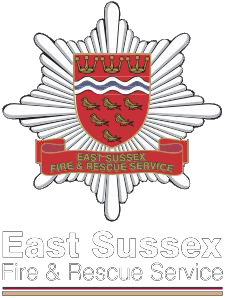 EAST SUSSEX
FIRE & RESCUE SERVICE
East Sussex
Fire & Rescue Service